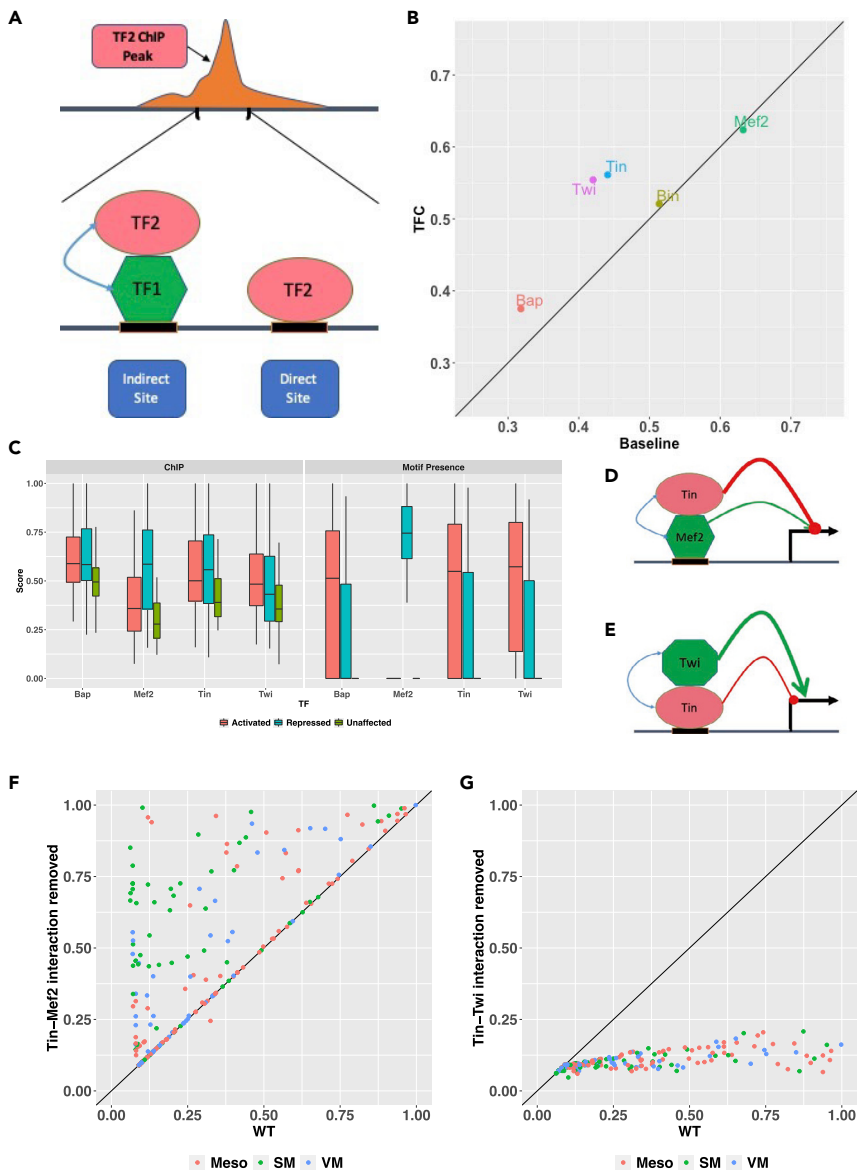 A
TF2 ChIP
Peak
TF2
TF1
TF2
Indirect
Site
Direct
Site
B
TFC
0.7
0.6
0.5
0.4
0.3
Mef2
Tin
Twi
Bin
Bap
0.3 0.4 0.5 0.6 0.7
Baseline
C
ChIP Motif Presence
Score
1.00
0.75
0.50
0.25
0.00
Bap Mef2 Tin Twi Bap Mef2 Tin Twi
TF
Activated Repressed Unaffected
D
Tin
Mef2
E
Twi
Tin
F
Tin-Mef2 interaction removed
1.00
0.75
0.50
0.25
0.00
0.00 0.25 0.50 0.75 1.00
WT
Meso SM VM
G
Tin-Twi interaction removed
1.00
0.75
0.50
0.25
0.00
0.00 0.25 0.50 0.75 1.00
WT
Meso SM VM